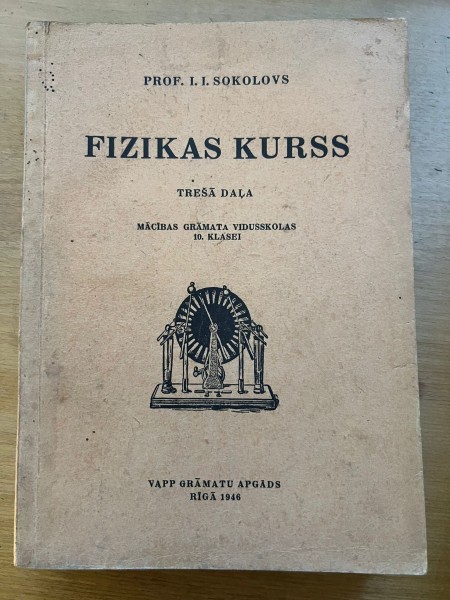 PROF. I. I. SOKOLOVS
FIZIKAS KURSS
TREŠĀ DAĻA
MĀCĪBAS GRĀMATA VIDUSSKOLAS
10. KLASEI
VAPP GRĀMATU APGĀDS
RĪGĀ 1946